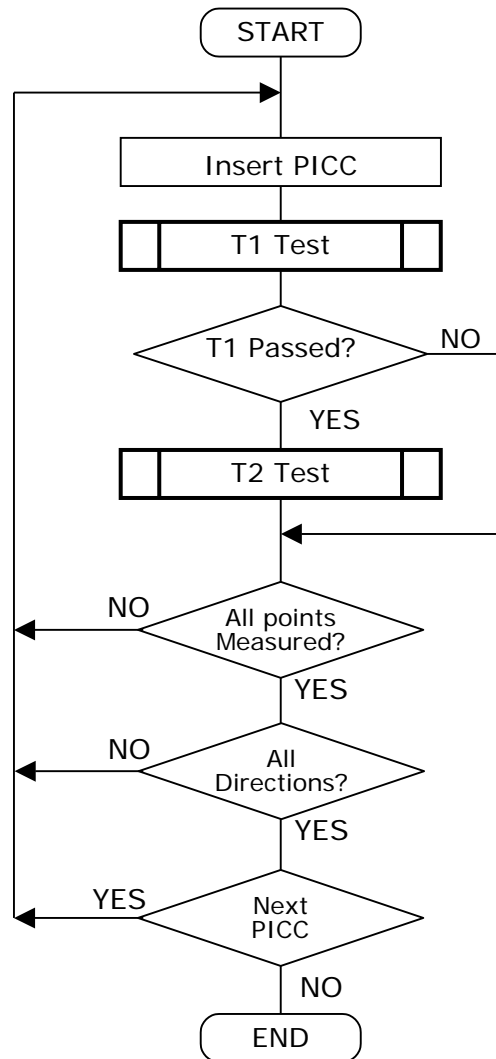 START
Insert PICC
T1 Test
T1 Passed?
NO
YES
T2 Test
NO
All points
Measured?
YES
NO
All
Directions?
YES
YES
Next
PICC
NO
END